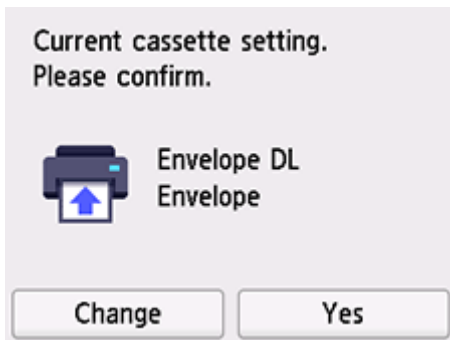 Current cassette setting.
Please confirm.
Envelope DL
Envelope
Change
Yes